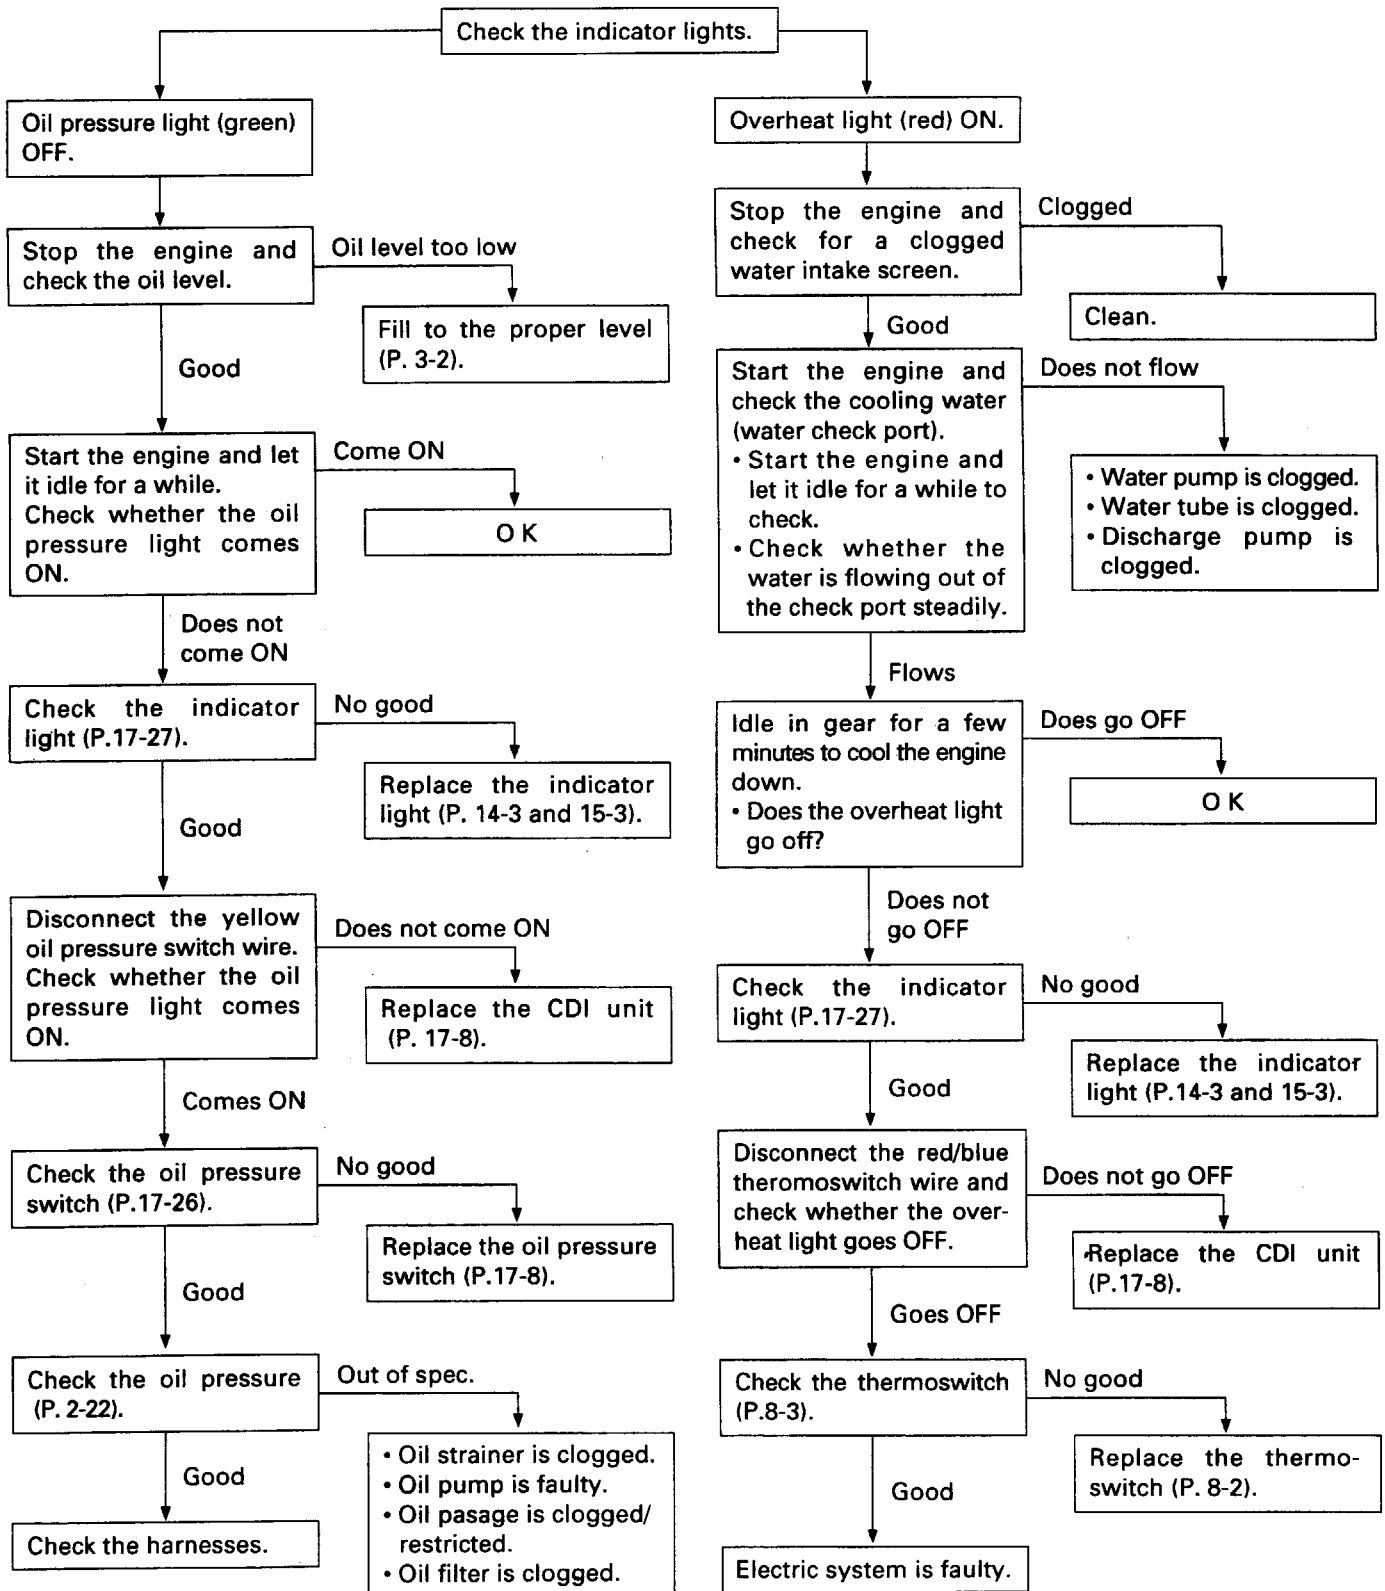 Check the indicator lights.
Oil pressure light (green)
OFF.
Stop the engine and
check the oil level.
Oil level too low
Fill to the proper level
(P. 3-2).
Good
Start the engine and let
it idle for a while.
Check whether the oil
pressure light comes
ON.
Come ON
O K
Does not
come ON
Check the indicator
light (P.17-27).
No good
Replace the indicator
light (P. 14-3 and 15-3).
Good
Disconnect the yellow
oil pressure switch wire.
Check whether the oil
pressure light comes
ON.
Does not come ON
Replace the CDI unit
(P. 17-8).
Comes ON
Check the oil pressure
switch (P.17-26).
No good
Replace the oil pressure
switch (P.17-8).
Good
Check the oil pressure
(P. 2-22).
Out of spec.
• Oil strainer is clogged.
• Oil pump is faulty.
• Oil pasage is clogged/
restricted.
• Oil filter is clogged.
Good
Check the harnesses.
Overheat light (red) ON.
Stop the engine and
check for a clogged
water intake screen.
Clogged
Clean.
Good
Start the engine and
check the cooling water
(water check port).
• Start the engine and
let it idle for a while to
check.
• Check whether the
water is flowing out of
the check port steadily.
Does not flow
• Water pump is clogged.
• Water tube is clogged.
• Discharge pump is
clogged.
Flows
Idle in gear for a few
minutes to cool the engine
down.
• Does the overheat light
go off?
Does go OFF
O K
Does not
go OFF
Check the indicator
light (P.17-27).
No good
Replace the indicator
light (P.14-3 and 15-3).
Good
Disconnect the red/blue
theromoswitch wire and
check whether the over-
heat light goes OFF.
Does not go OFF
Replace the CDI unit
(P.17-8).
Goes OFF
Check the thermoswitch
(P.8-3).
No good
Replace the thermo-
switch (P. 8-2).
Good
Electric system is faulty.